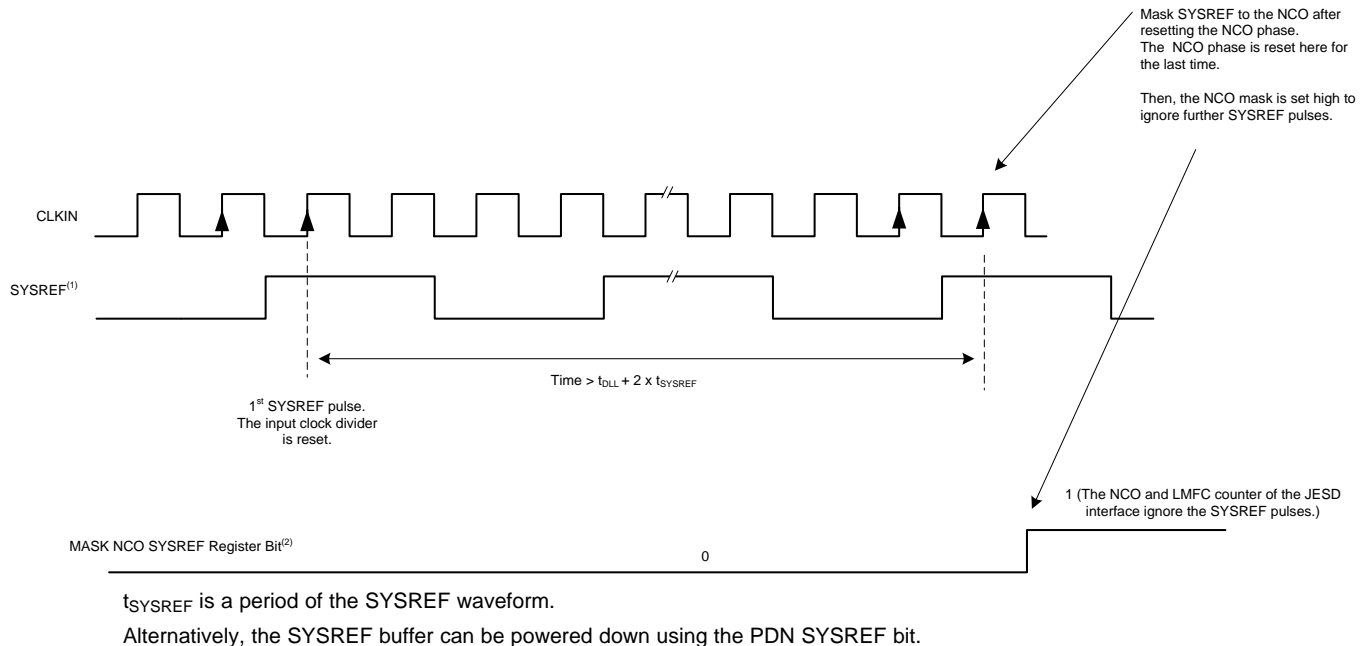 Mask SYSREF to the NCO after
resetting the NCO phase.
The NCO phase is reset here for
the last time.
Then, the NCO mask is set high to
ignore further SYSREF pulses.
CLKIN
SYSREF(1)
Time > tDLL + 2 x tSYSREF
1st SYSREF pulse.
The input clock divider
is reset.
1 (The NCO and LMFC counter of the JESD
interface ignore the SYSREF pulses.)
MASK NCO SYSREF Register Bit(2)
0
tSYSREF is a period of the SYSREF waveform.
Alternatively, the SYSREF buffer can be powered down using the PDN SYSREF bit.